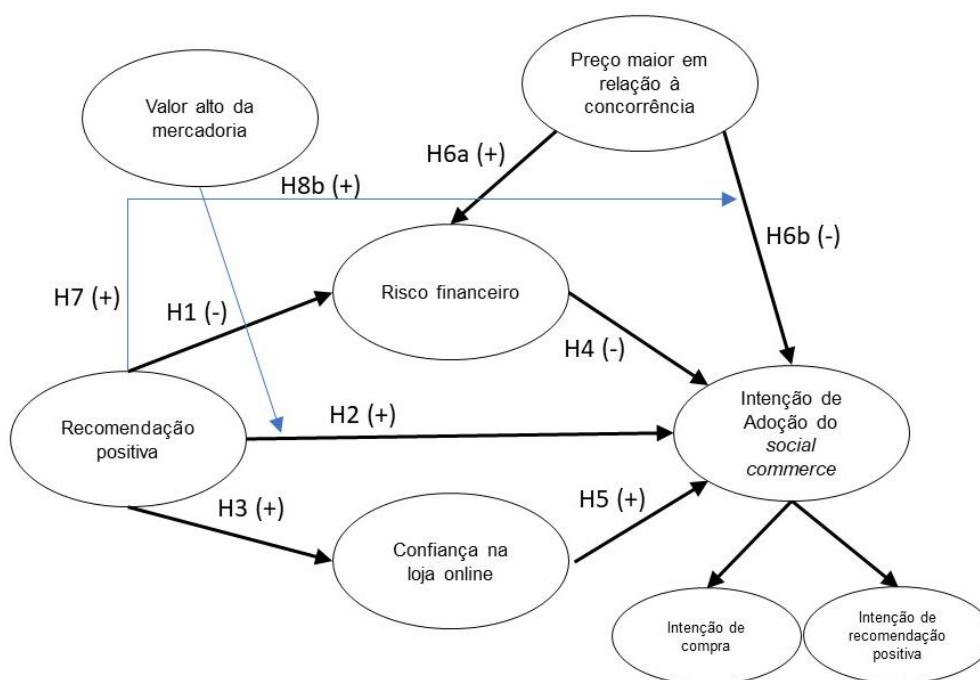 Preço maior em
relação à
concorrência
Valor alto da
mercadoria
H6a (+)
H8b (+)
H6b (-)
Risco financeiro
H7 (+)
H1 (-)
H4 (-)
Intenção de
Adoção do
social
commerce
Recomendação
positiva
H2 (+)
H3 (+)
H5 (+)
Confiança na
loja online
Intenção de
compra
Intenção de
recomendação
positiva